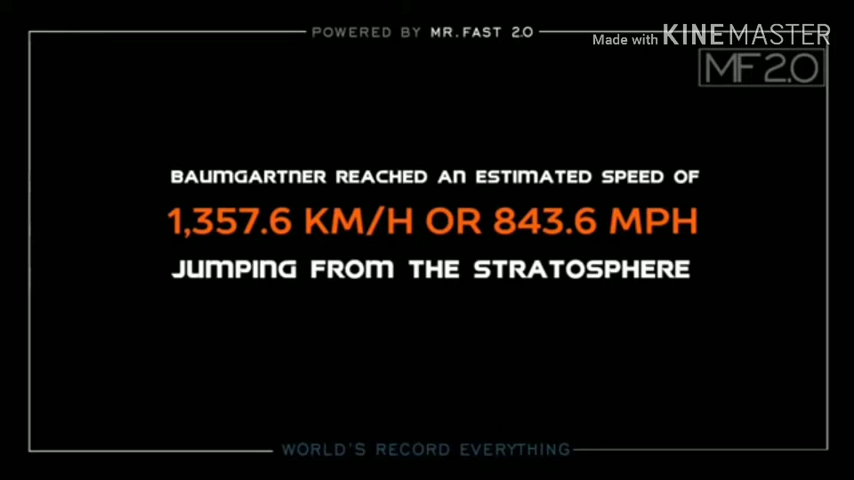 POWERED BY MR.FAST 2.0
Made with KINEMASTER
MF 2.0
BAUMGARTNER REACHED AN ESTIMATED SPEED OF
1,357.6 KM/H OR 843.6 MPH
JUMPING FROM THE STRATOSPHERE
WORLD'S RECORD EVERYTHING